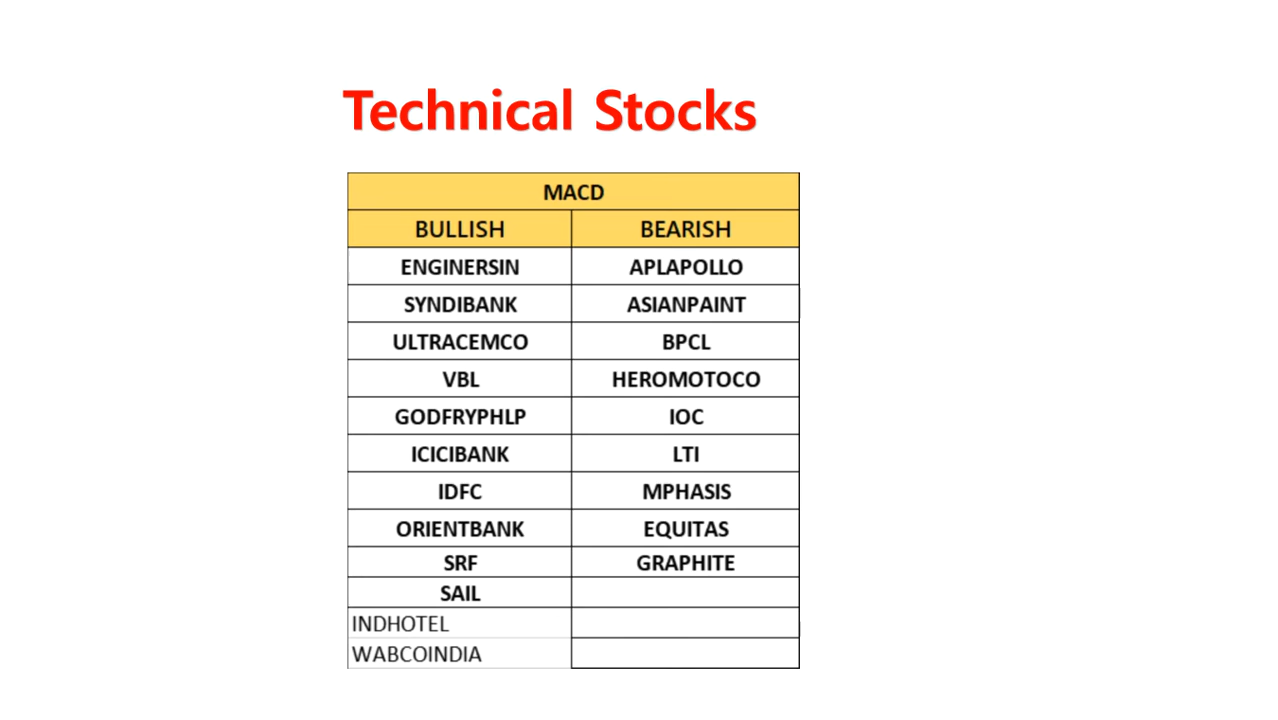 Technical Stocks
MACD
BULLISH BEARISH
ENGINERSIN APLAPOLLO
SYNDIBANK ASIANPAINT
ULTRACEMCO BPCL
VBL HEROMOTOCO
GODFRYPHLP IOC
ICICIBANK LTI
IDFC MPHASIS
ORIENTBANK EQUITAS
SRF GRAPHITE
SAIL
INDHOTEL
WABCOINDIA